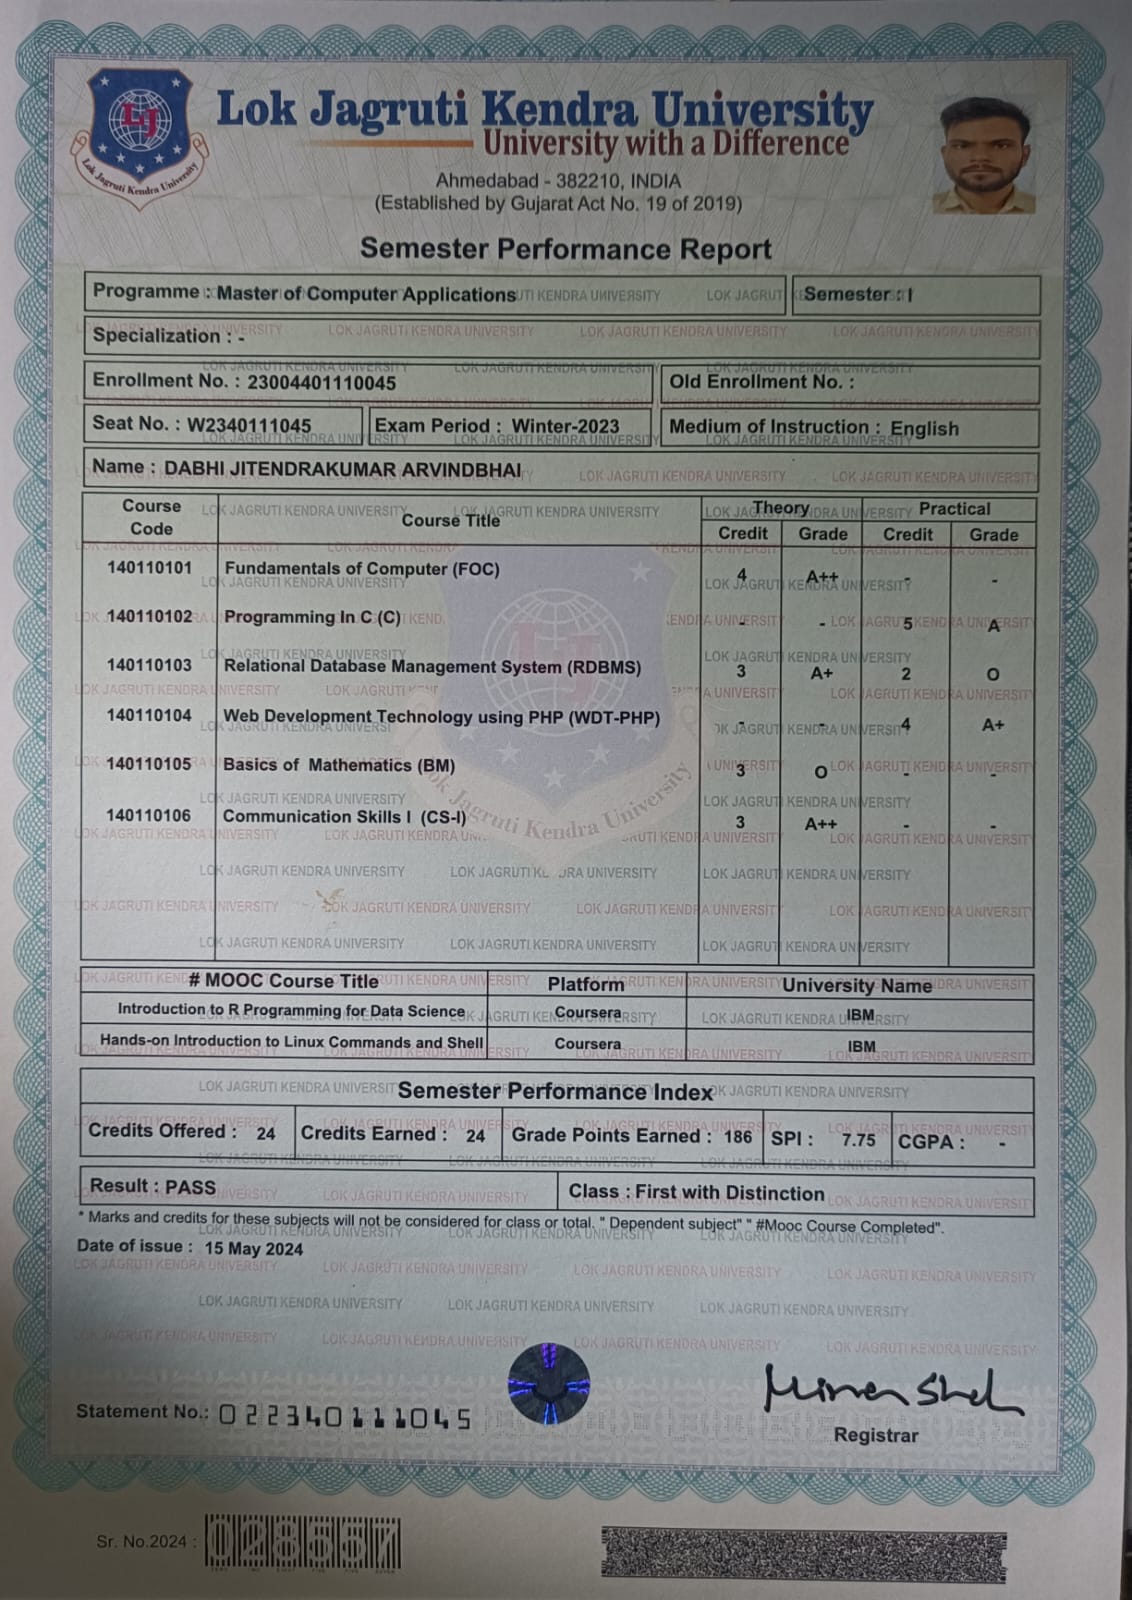 Lok Jagruti Kendra University
University with a Difference
Ahmedabad - 382210, INDIA
(Established by Gujarat Act No. 19 of 2019)
LJ
Lok Jagruti Kendra University
Semester Performance Report
Programme : Master of Computer Applications Semester : I
Specialization : -
Enrollment No. : 23004401110045 Old Enrollment No. :
Seat No. : W2340111045 Exam Period : Winter-2023 Medium of Instruction : English
Name : DABHI JITENDRAKUMAR ARVINDBHAI
Course Code Course Title Theory Practical
Credit Grade Credit Grade
140110101 Fundamentals of Computer (FOC) 4 A++ - -
140110102 Programming In C (C) - - 5 A
140110103 Relational Database Management System (RDBMS) 3 A+ 2 O
140110104 Web Development Technology using PHP (WDT-PHP) - - 4 A+
140110105 Basics of Mathematics (BM) 3 O - -
140110106 Communication Skills I (CS-I) 3 A++ - -
# MOOC Course Title Platform University Name
Introduction to R Programming for Data Science Coursera IBM
Hands-on Introduction to Linux Commands and Shell Coursera IBM
Semester Performance Index
Credits Offered : 24 Credits Earned : 24 Grade Points Earned : 186 SPI : 7.75 CGPA : -
Result : PASS Class : First with Distinction
* Marks and credits for these subjects will not be considered for class or total. " Dependent subject" " #Mooc Course Completed".
Date of issue : 15 May 2024
Statement No.: 022340111045
Registrar
Sr. No.2024 : 028557